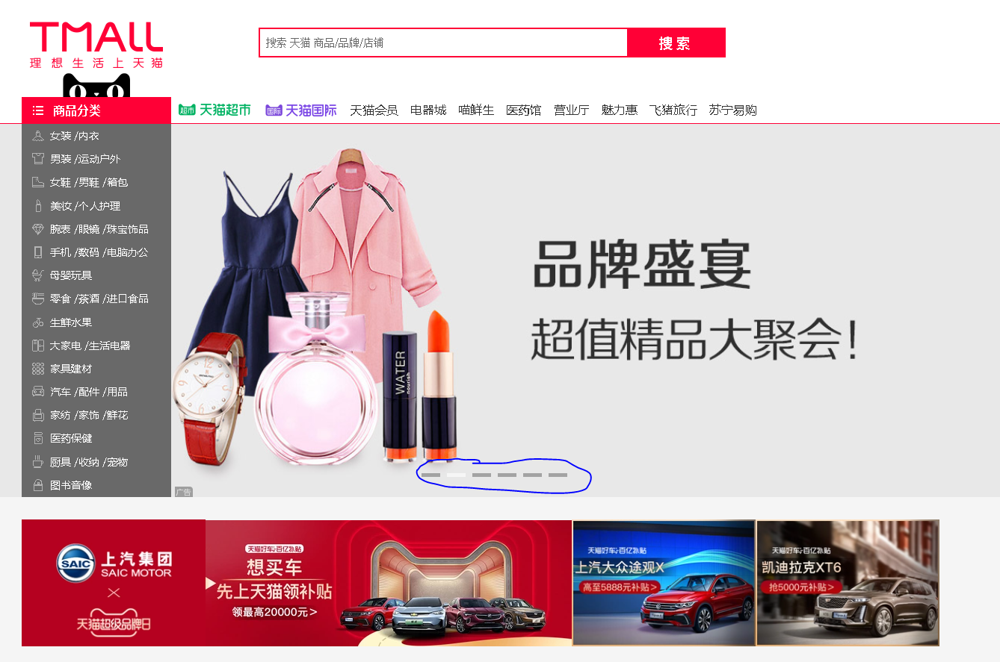 TMALL
理想生活上天猫
搜索 天猫 商品/品牌/店铺
搜索
商品分类
超市 天猫超市
国际 天猫国际
天猫会员
电器城
喵鲜生
医药馆
营业厅
魅力惠
飞猪旅行
苏宁易购
女装 /内衣
男装 /运动户外
女鞋 /男鞋 /箱包
美妆 /个人护理
腕表 /眼镜 /珠宝饰品
手机 /数码 /电脑办公
母婴玩具
零食 /茶酒 /进口食品
生鲜水果
大家电 /生活电器
家具建材
汽车 /配件 /用品
家纺 /家饰 /鲜花
医药保健
厨具 /收纳 /宠物
图书音像
品牌盛宴
超值精品大聚会!
WATER
nourish
广告
SAIC
上汽集团
SAIC MOTOR
×
天猫超级品牌日
天猫好车·百亿补贴
想买车
先上天猫领补贴
领最高20000元>
天猫好车·百亿补贴
上汽大众途观X
高至5888元补贴>
天猫好车·百亿补贴
凯迪拉克XT6
抢5000元补贴>